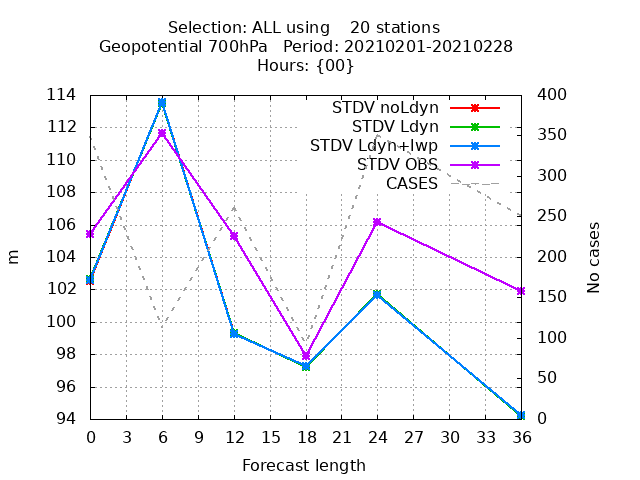 Selection: ALL using    20 stations
Geopotential 700hPa   Period: 20210201-20210228
Hours: {00}
114 400
STDV noLdyn
112 350
STDV Ldyn
STDV Ldyn+lwp
110 300
STDV OBS
CASES
108
106 250
104 200
m
No cases
102 150
100 100
98 50
96
94 0
0 3 6 9 12 15 18 21 24 27 30 33 36
Forecast length